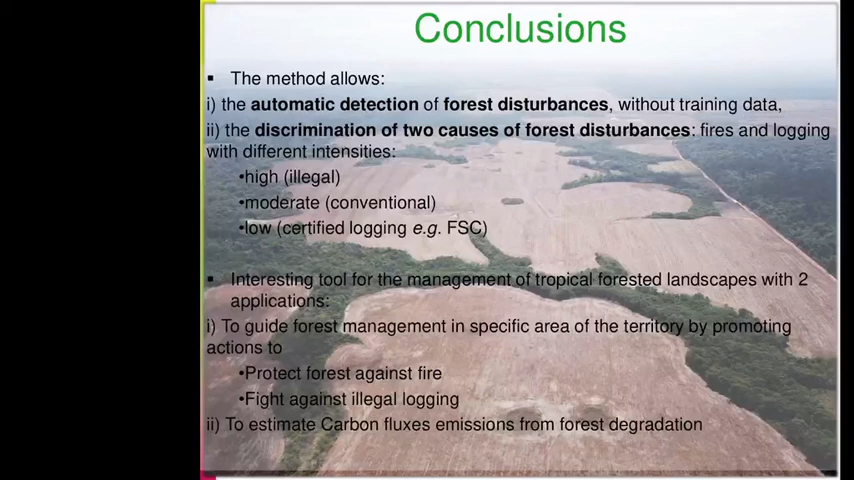 Conclusions
▪ The method allows:
i) the automatic detection of forest disturbances, without training data,
ii) the discrimination of two causes of forest disturbances: fires and logging
with different intensities:
•high (illegal)
•moderate (conventional)
•low (certified logging e.g. FSC)
▪ Interesting tool for the management of tropical forested landscapes with 2
applications:
i) To guide forest management in specific area of the territory by promoting
actions to
•Protect forest against fire
•Fight against illegal logging
ii) To estimate Carbon fluxes emissions from forest degradation